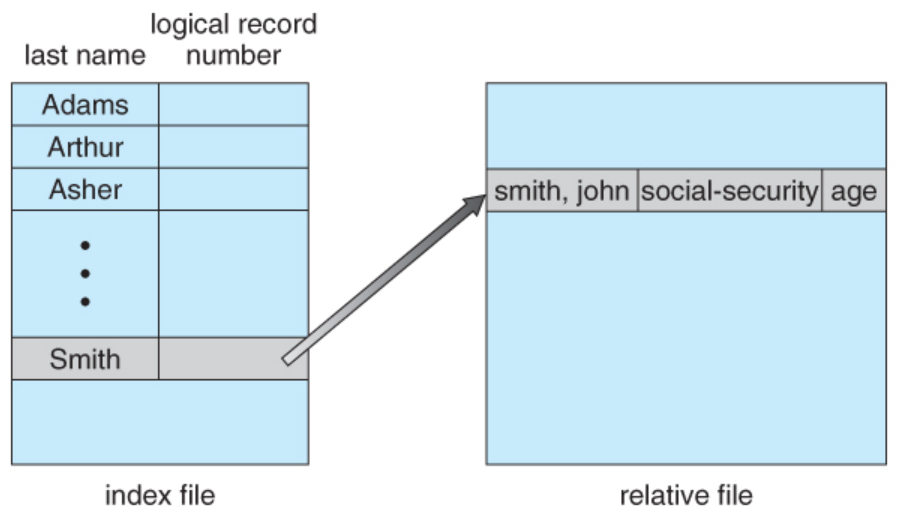 logical record
last name number
Adams
Arthur
Asher
Smith
smith, john social-security age
index file
relative file